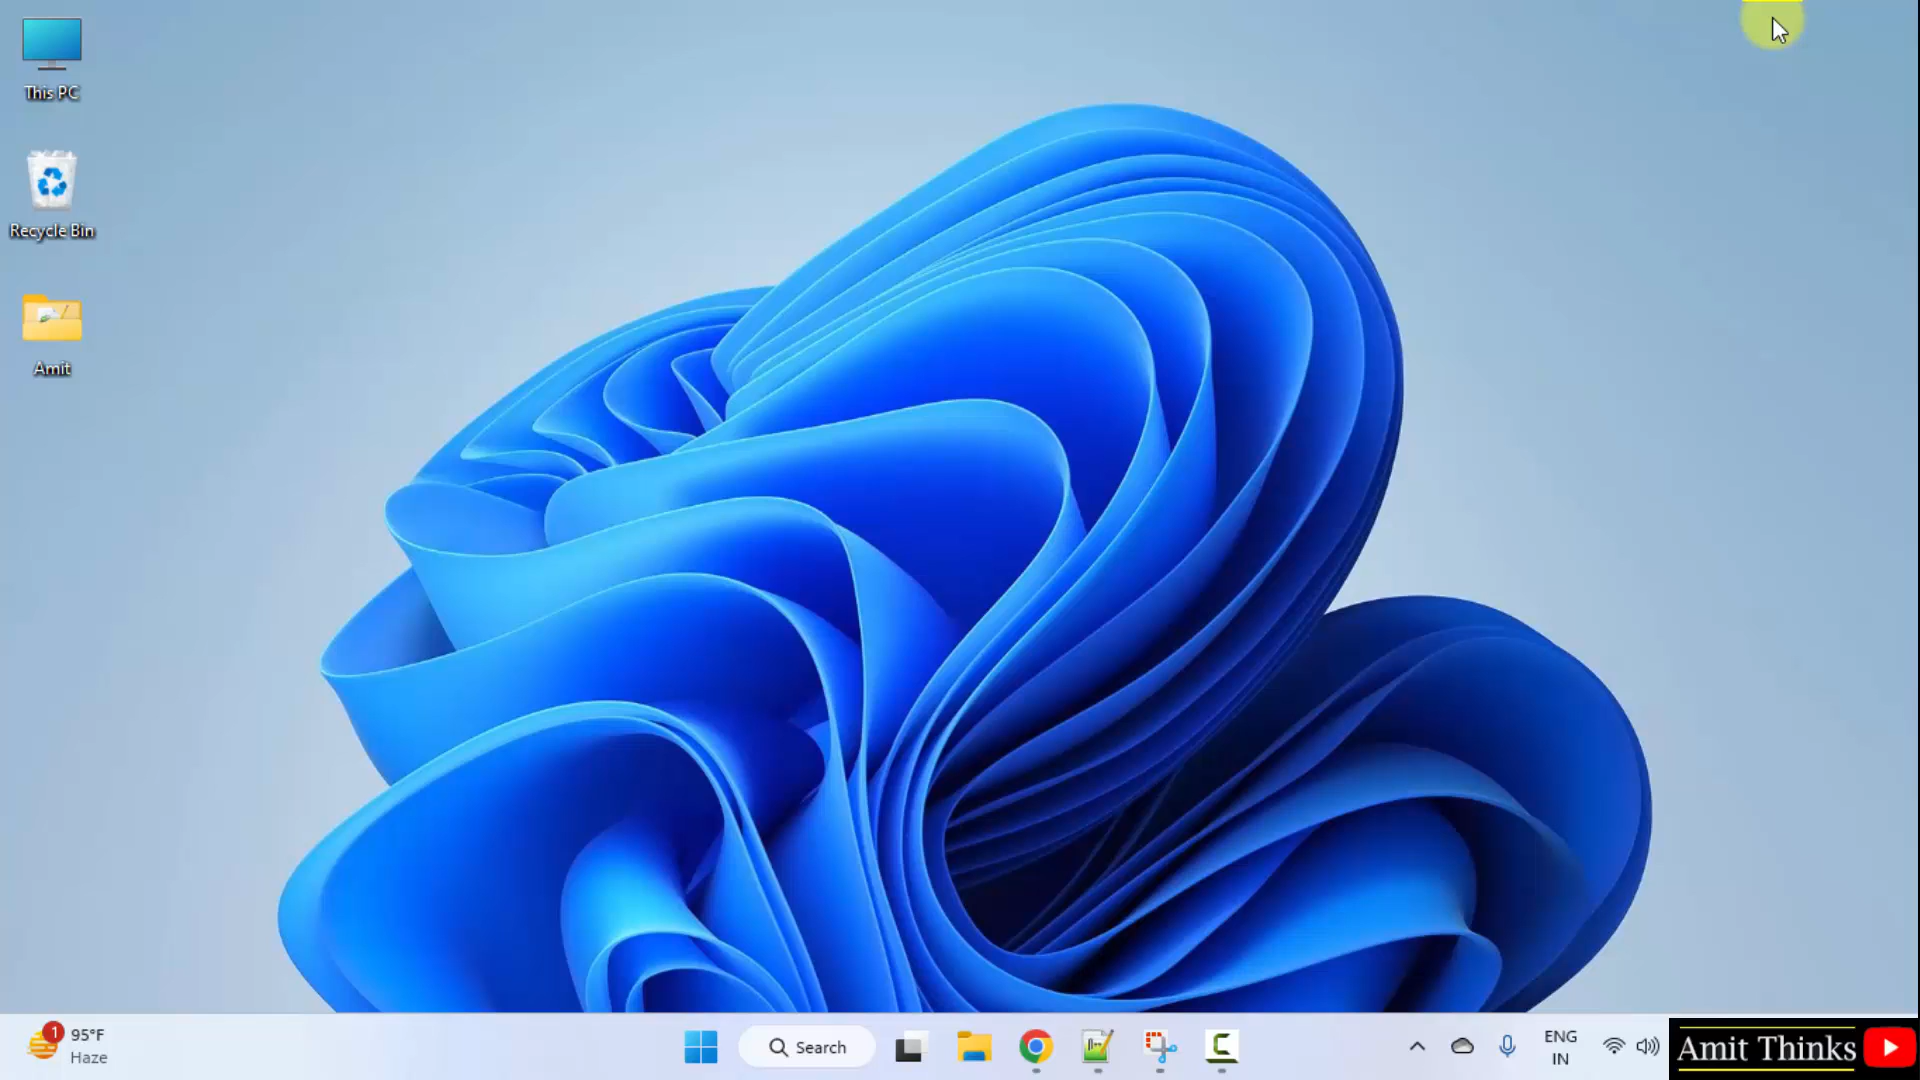 This PC
Recycle Bin
Amit
1
95°F
Haze
Search
ENG
IN
Amit Thinks